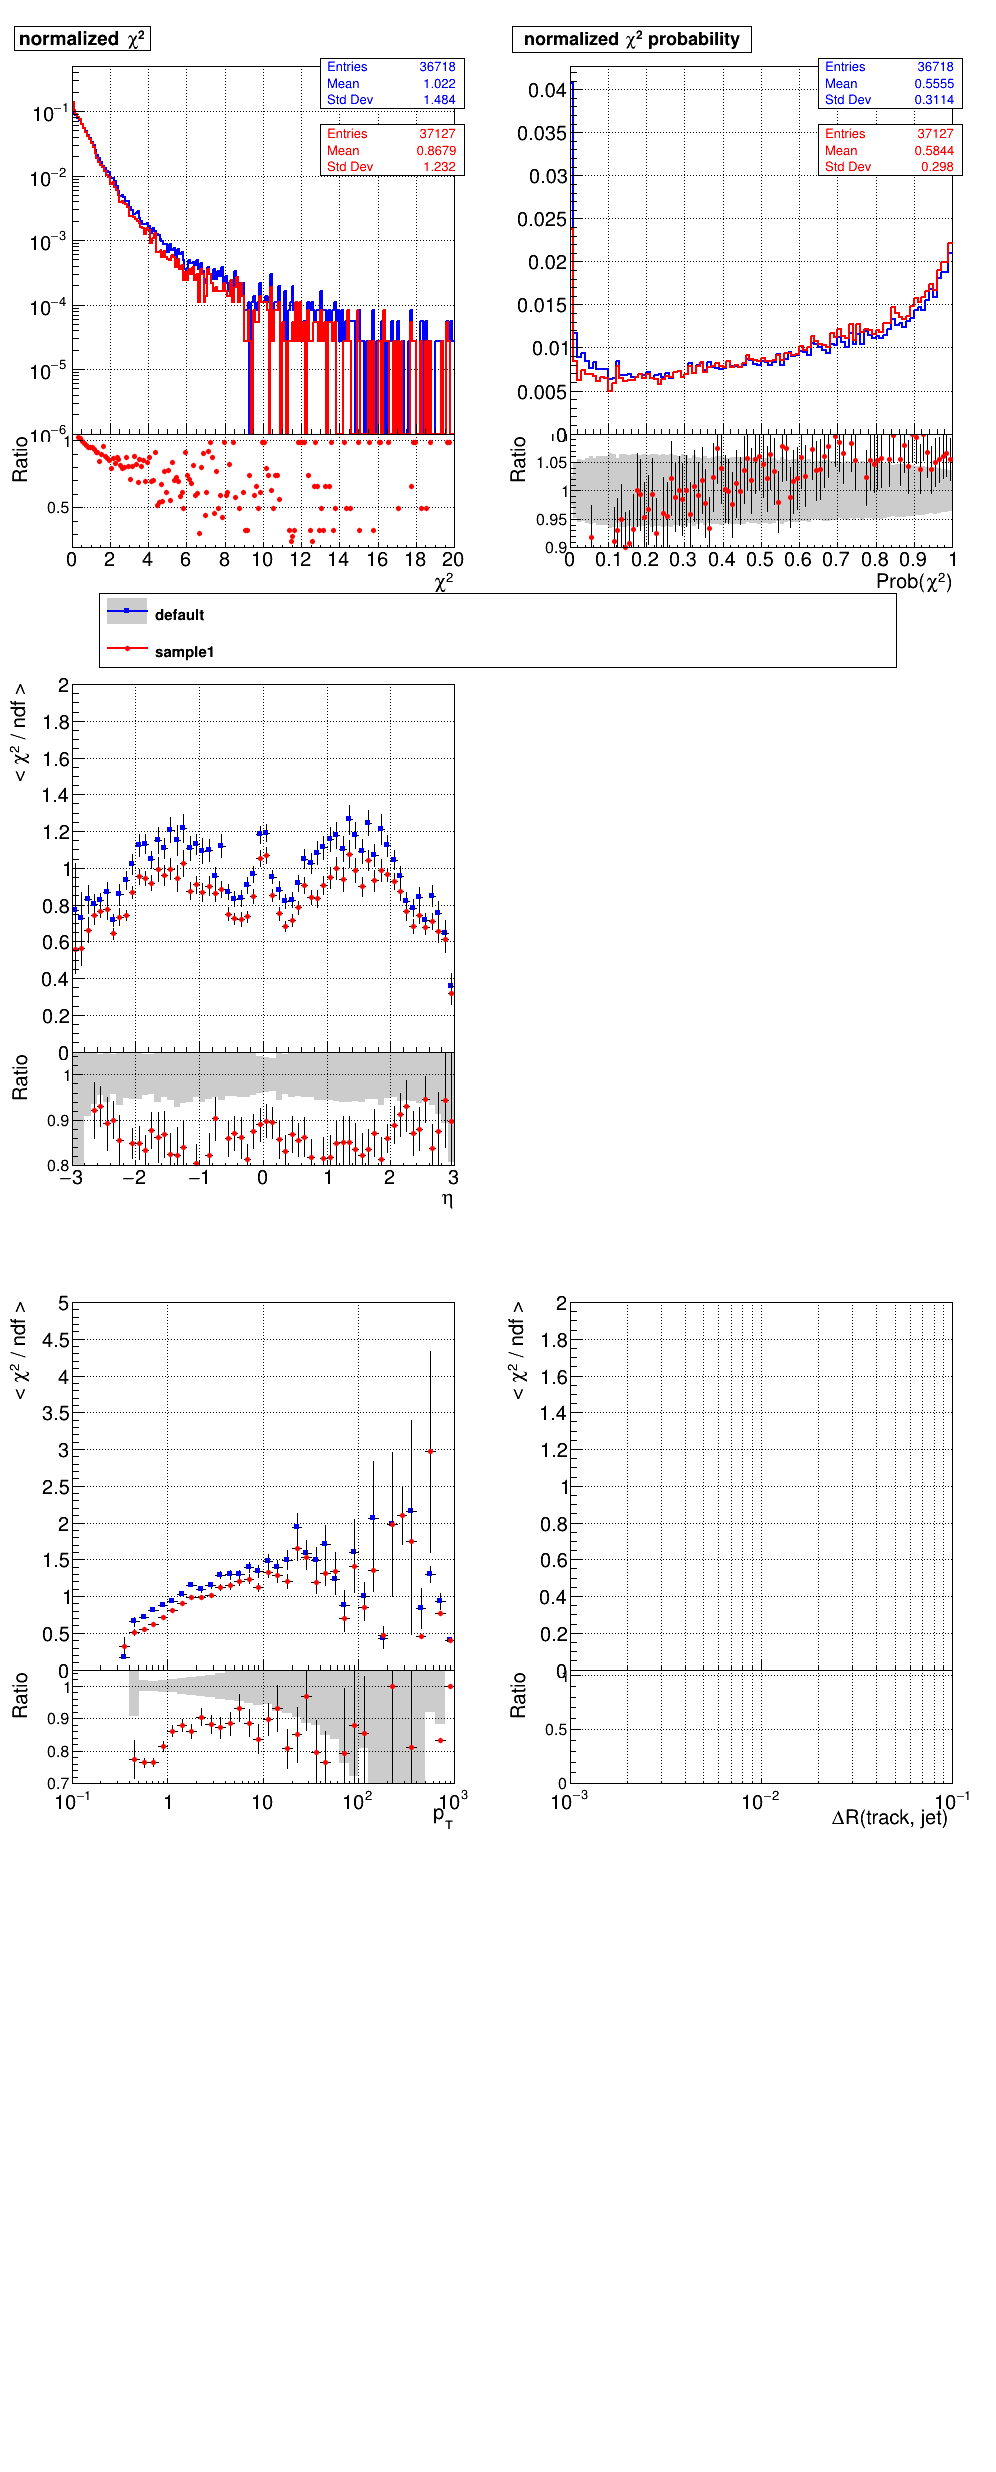 normalized χ²
Entries 36718
Mean 1.022
Std Dev 1.484
Entries 37127
Mean 0.8679
Std Dev 1.232
10⁻¹
10⁻²
10⁻³
10⁻⁴
10⁻⁵
10⁻⁶
Ratio
1
0.5
0 2 4 6 8 10 12 14 16 18 20
χ²
normalized χ² probability
Entries 36718
Mean 0.5555
Std Dev 0.3114
Entries 37127
Mean 0.5844
Std Dev 0.298
0.04
0.035
0.03
0.025
0.02
0.015
0.01
0.005
0
Ratio
1.05
1
0.95
0.9
0 0.1 0.2 0.3 0.4 0.5 0.6 0.7 0.8 0.9 1
Prob(χ²)
default
sample1
< χ² / ndf >
2
1.8
1.6
1.4
1.2
1
0.8
0.6
0.4
0.2
0
Ratio
1
0.9
0.8
−3 −2 −1 0 1 2 3
η
< χ² / ndf >
5
4.5
4
3.5
3
2.5
2
1.5
1
0.5
0
Ratio
1
0.9
0.8
0.7
10⁻¹ 1 10 10² 10³
p_T
< χ² / ndf >
2
1.8
1.6
1.4
1.2
1
0.8
0.6
0.4
0.2
0
Ratio
1
0.5
0
10⁻³ 10⁻² 10⁻¹
ΔR(track, jet)